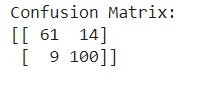 Confusion Matrix:
[[ 61  14]
 [  9 100]]